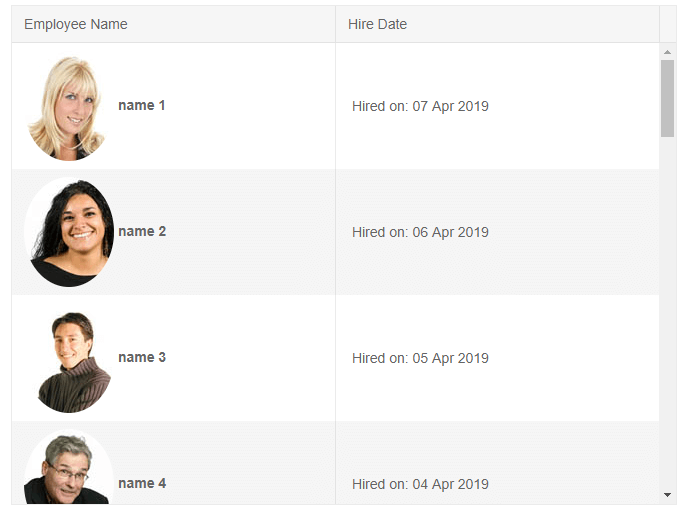 Employee Name Hire Date
name 1 Hired on: 07 Apr 2019
name 2 Hired on: 06 Apr 2019
name 3 Hired on: 05 Apr 2019
name 4 Hired on: 04 Apr 2019